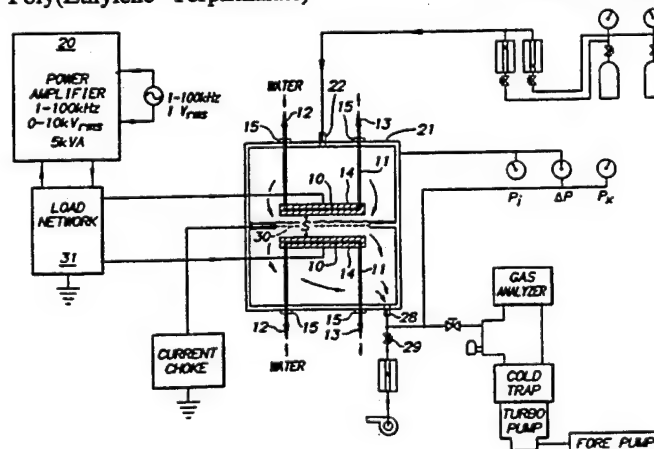 Poly(Ethylene Terphthalate)
20
POWER
AMPLIFIER
1-100kHz
0-10kVrms
5kVA
1-100kHz
1 Vrms
LOAD
NETWORK
31
CURRENT
CHOKE
WATER
12
22
15
15
13
21
10
14
11
30
10
14
11
12
15
15
13
28
29
WATER
Pi
ΔP
Px
GAS
ANALYZER
COLD
TRAP
TURBO
PUMP
FORE PUMP